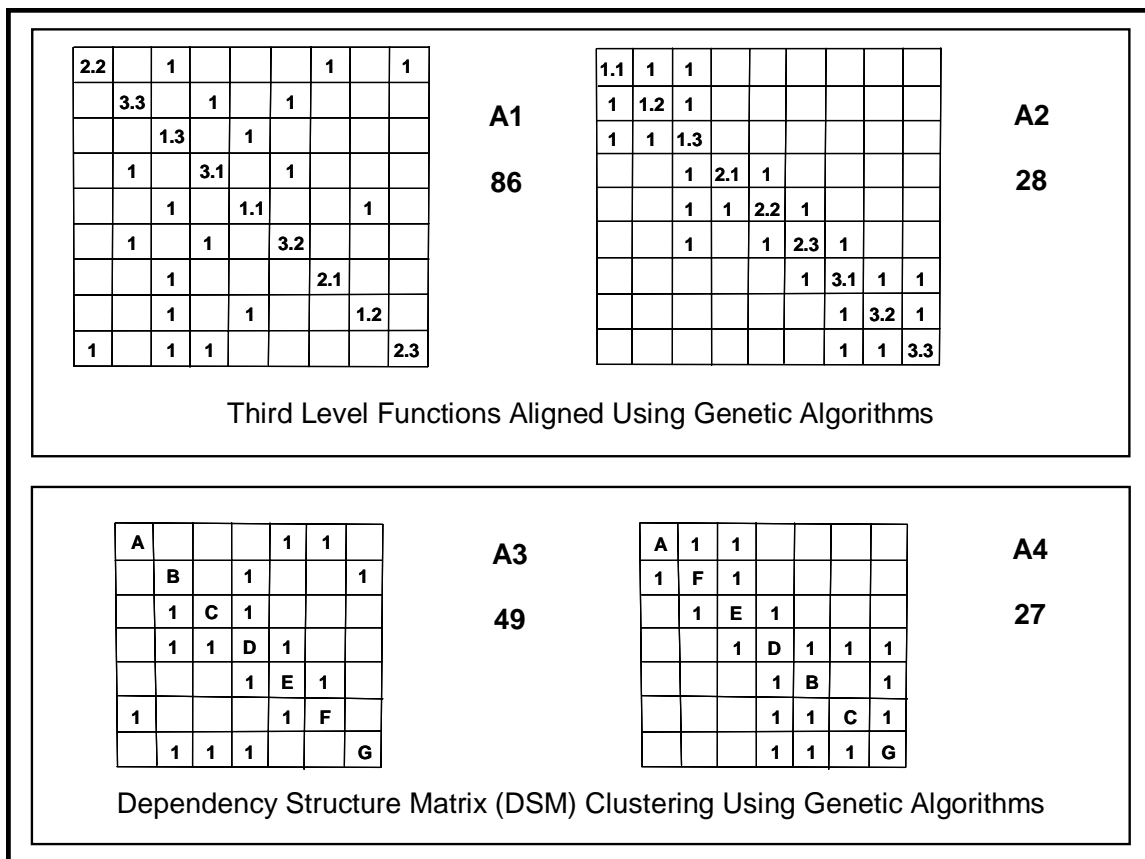 2.2 1 1 1
3.3 1 1
1.3 1
1 3.1 1
1 1.1 1
1 1 3.2
1 2.1
1 1 1.2
1 1 1 2.3
A1
86
1.1 1 1
1 1.2 1
1 1 1.3
1 2.1 1
1 1 2.2 1
1 1 2.3 1
1 3.1 1 1
1 3.2 1
1 1 3.3
A2
28
Third Level Functions Aligned Using Genetic Algorithms
A 1 1
B 1 1
1 C 1
1 1 D 1
1 E 1
1 1 F
1 1 1 G
A3
49
A 1 1
1 F 1
1 E 1
1 D 1 1 1
1 B 1
1 1 C 1
1 1 1 G
A4
27
Dependency Structure Matrix (DSM) Clustering Using Genetic Algorithms